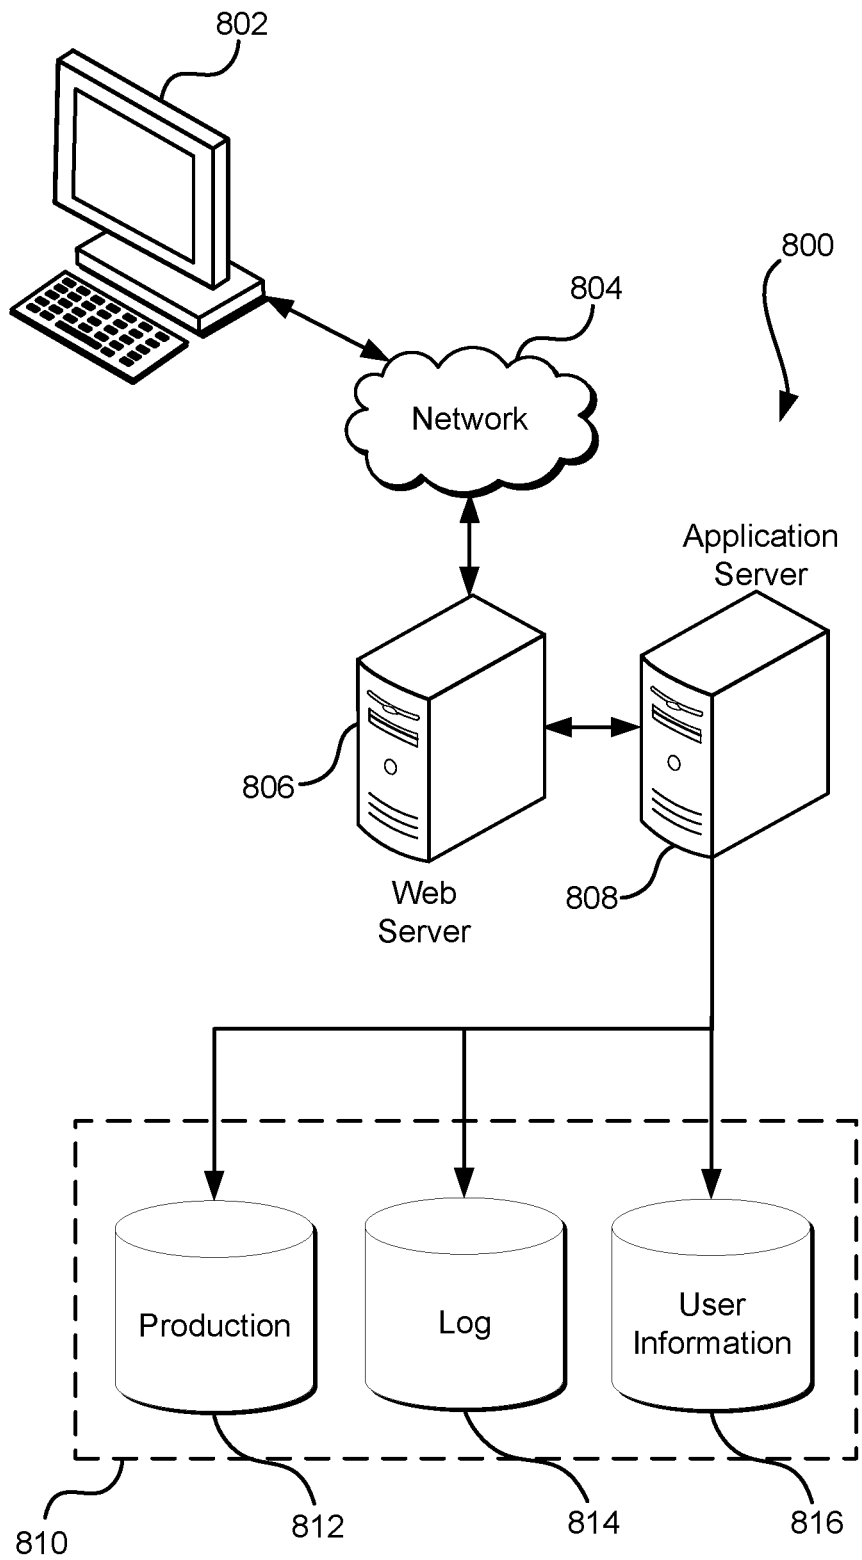 802
800
804
Network
Application
Server
806
Web
Server
808
Production
Log
User
Information
810
812
814
816